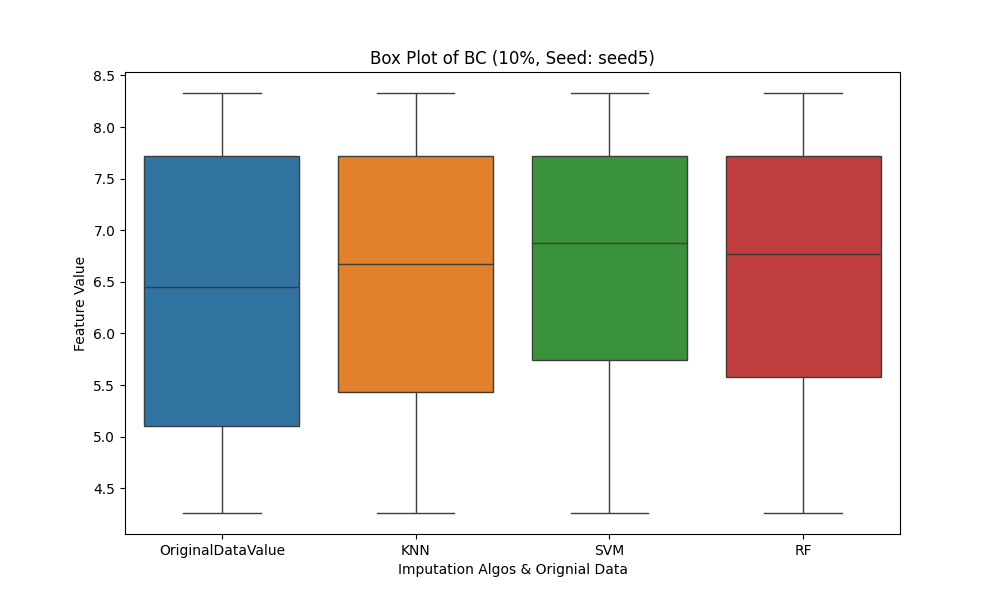 Box Plot of BC (10%, Seed: seed5)
Feature Value
8.5
8.0
7.5
7.0
6.5
6.0
5.5
5.0
4.5
OriginalDataValue KNN SVM RF
Imputation Algos & Orignial Data